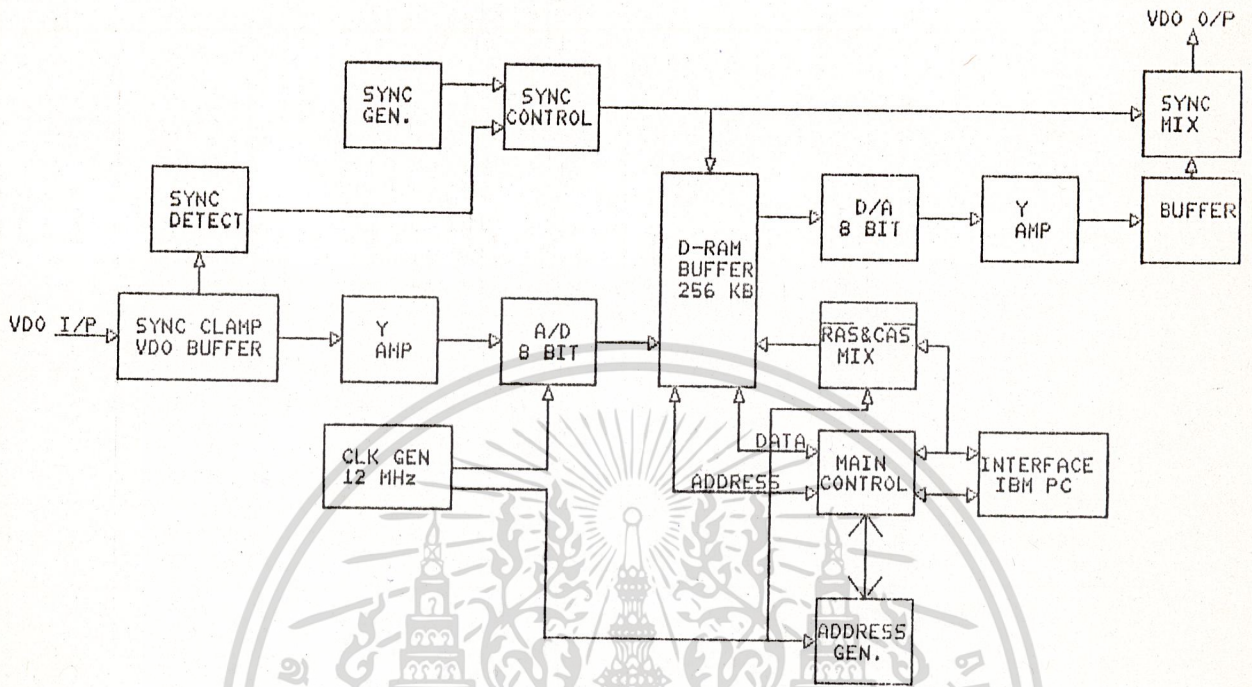 VDO O/P
SYNC
GEN.
SYNC
CONTROL
SYNC
MIX
SYNC
DETECT
D-RAM
BUFFER
256 KB
D/A
8 BIT
Y
AMP
BUFFER
VDO I/P
SYNC CLAMP
VDO BUFFER
Y
AMP
A/D
8 BIT
RAS&CAS
MIX
CLK GEN
12 MHz
DATA
ADDRESS
MAIN
CONTROL
INTERFACE
IBM PC
ADDRESS
GEN.